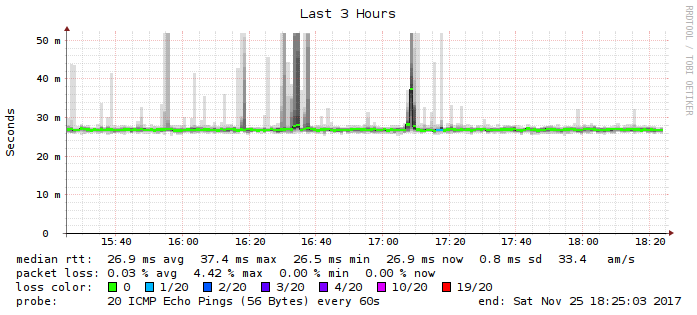 Last 3 Hours
RRDTOOL / TOBI OETIKER
Seconds
50 m
40 m
30 m
20 m
10 m
0
15:40 16:00 16:20 16:40 17:00 17:20 17:40 18:00 18:20
median rtt: 26.9 ms avg 37.4 ms max 26.5 ms min 26.9 ms now 0.8 ms sd 33.4 am/s
packet loss: 0.03 % avg 4.42 % max 0.00 % min 0.00 % now
loss color: 0 1/20 2/20 3/20 4/20 10/20 19/20
probe: 20 ICMP Echo Pings (56 Bytes) every 60s end: Sat Nov 25 18:25:03 2017